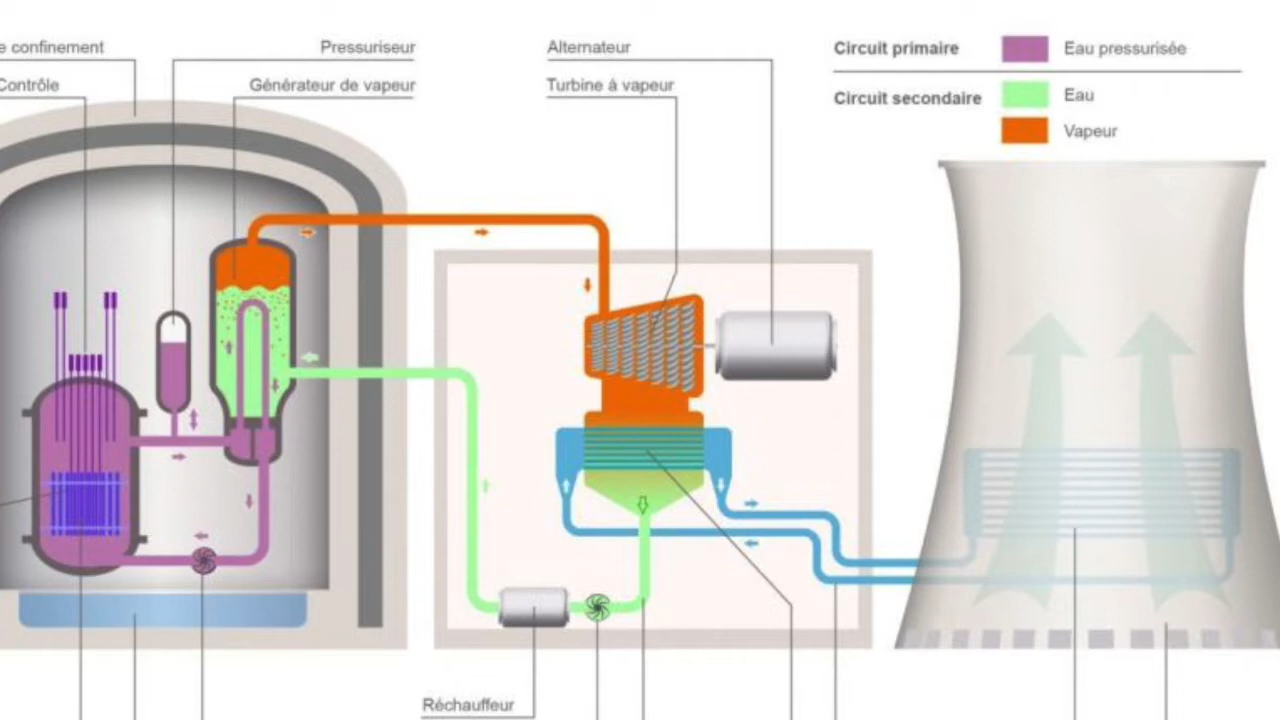 e confinement
Contrôle
Pressuriseur
Générateur de vapeur
Alternateur
Turbine à vapeur
Circuit primaire Eau pressurisée
Circuit secondaire Eau
Vapeur
Réchauffeur